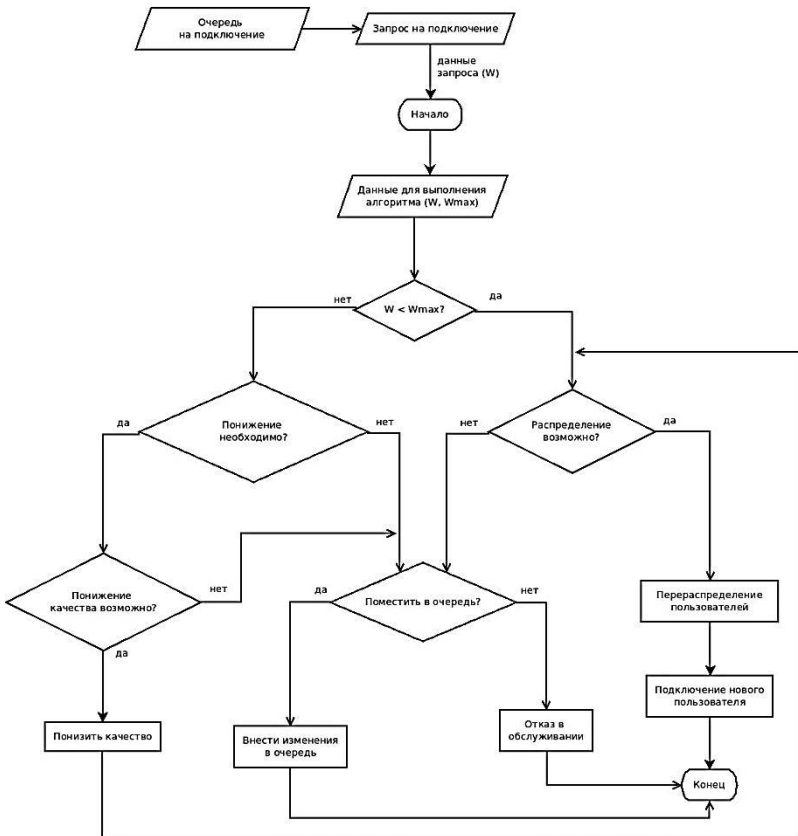 Очередь
на подключение
Запрос на подключение
данные
запроса (W)
Начало
Данные для выполнения
алгоритма (W, Wmax)
нет
W < Wmax?
да
да
Понижение
необходимо?
нет
нет
Распределение
возможно?
да
Понижение
качества возможно?
нет
да
да
Поместить в очередь?
нет
Перераспределение
пользователей
Понизить качество
Внести изменения
в очередь
Отказ в
обслуживании
Подключение нового
пользователя
Конец